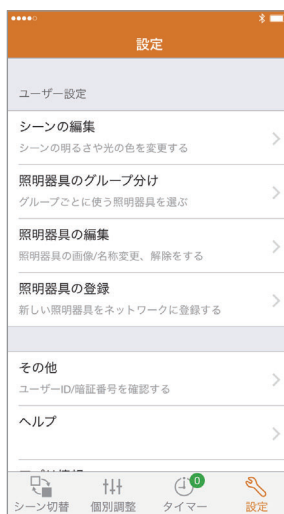 設定
ユーザー設定
シーンの編集
シーンの明るさや光の色を変更する
照明器具のグループ分け
グループごとに使う照明器具を選ぶ
照明器具の編集
照明器具の画像/名称変更、解除をする
照明器具の登録
新しい照明器具をネットワークに登録する
その他
ユーザーID/暗証番号を確認する
ヘルプ
0
シーン切替 個別調整 タイマー 設定